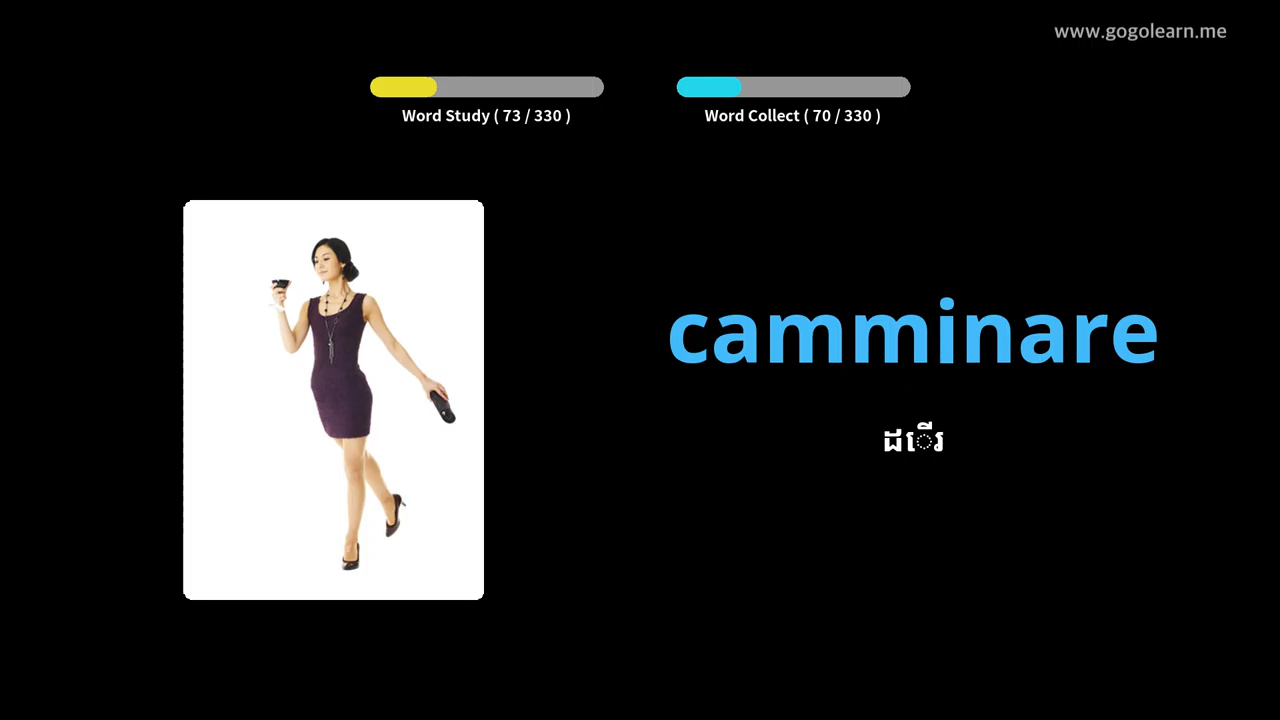 www.gogolearn.me
Word Study ( 73 / 330 )
Word Collect ( 70 / 330 )
camminare
ដើរ